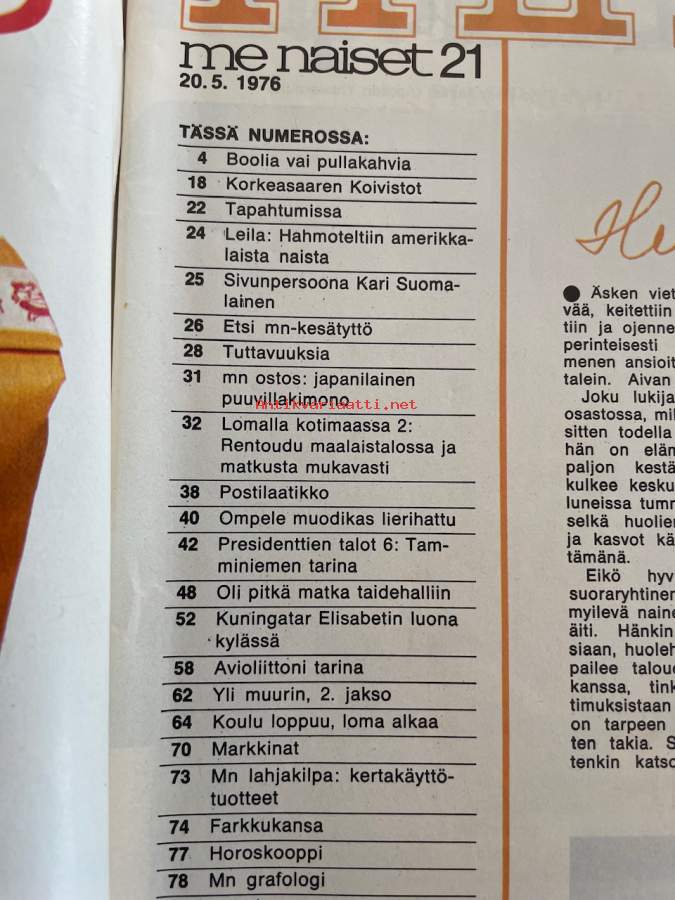 me naiset 21
20.5. 1976
TÄSSÄ NUMEROSSA:
4 Boolia vai pullakahvia
18 Korkeasaaren Koivistot
22 Tapahtumissa
24 Leila: Hahmoteltiin amerikka-
laista naista
25 Sivunpersoona Kari Suoma-
lainen
26 Etsi mn-kesätyttö
28 Tuttavuuksia
31 mn ostos: japanilainen
puuvillakimono
Antikvariaatti.net
32 Lomalla kotimaassa 2:
Rentoudu maalaistalossa ja
matkusta mukavasti
38 Postilaatikko
40 Ompele muodikas lierihattu
42 Presidenttien talot 6: Tam-
miniemen tarina
48 Oli pitkä matka taidehalliin
52 Kuningatar Elisabetin luona
kylässä
58 Avioliittoni tarina
62 Yli muurin, 2. jakso
64 Koulu loppuu, loma alkaa
70 Markkinat
73 Mn lahjakilpa: kertakäyttö-
tuotteet
74 Farkkukansa
77 Horoskooppi
78 Mn grafologi
● Äsken viet
vää, keitettiin
tiin ja ojenne
perinteisesti
menen ansioit
talein. Aivan
Joku lukija
osastossa, mil
sitten todella
hän on eläm
paljon kestä
kulkee kesku
luneissa tumm
selkä huolien
ja kasvot kä
tämänä.
Eikö hyv
suoraryhtinen
myilevä naine
äiti. Hänkin
siaan, huoleh
pailee taloud
kanssa, tink
timuksistaan
on tarpeen
ten takia. S
tenkin katso